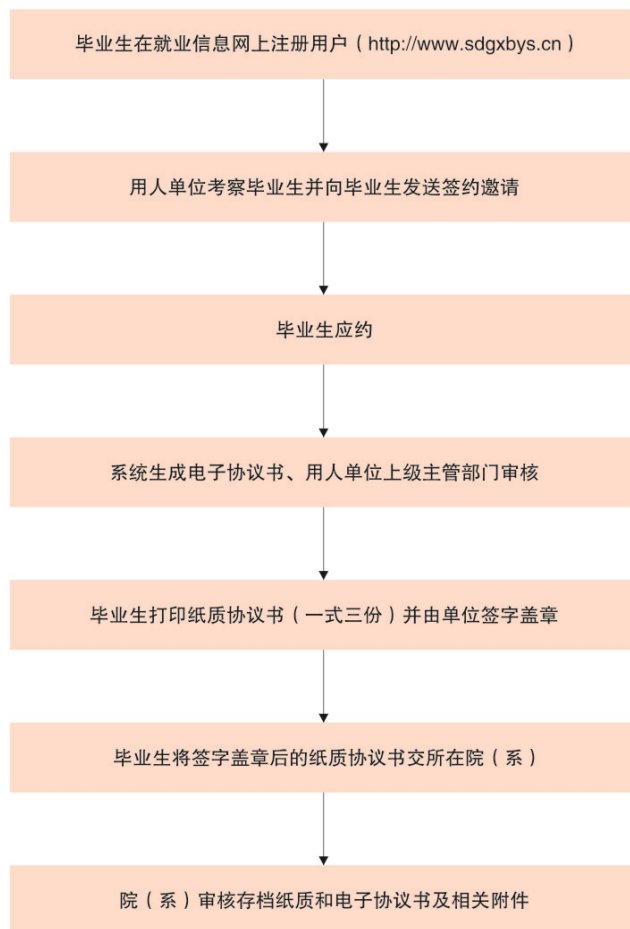 毕业生在就业信息网上注册用户（http://www.sdgxbys.cn）
用人单位考察毕业生并向毕业生发送签约邀请
毕业生应约
系统生成电子协议书、用人单位上级主管部门审核
毕业生打印纸质协议书（一式三份）并由单位签字盖章
毕业生将签字盖章后的纸质协议书交所在院（系）
院（系）审核存档纸质和电子协议书及相关附件